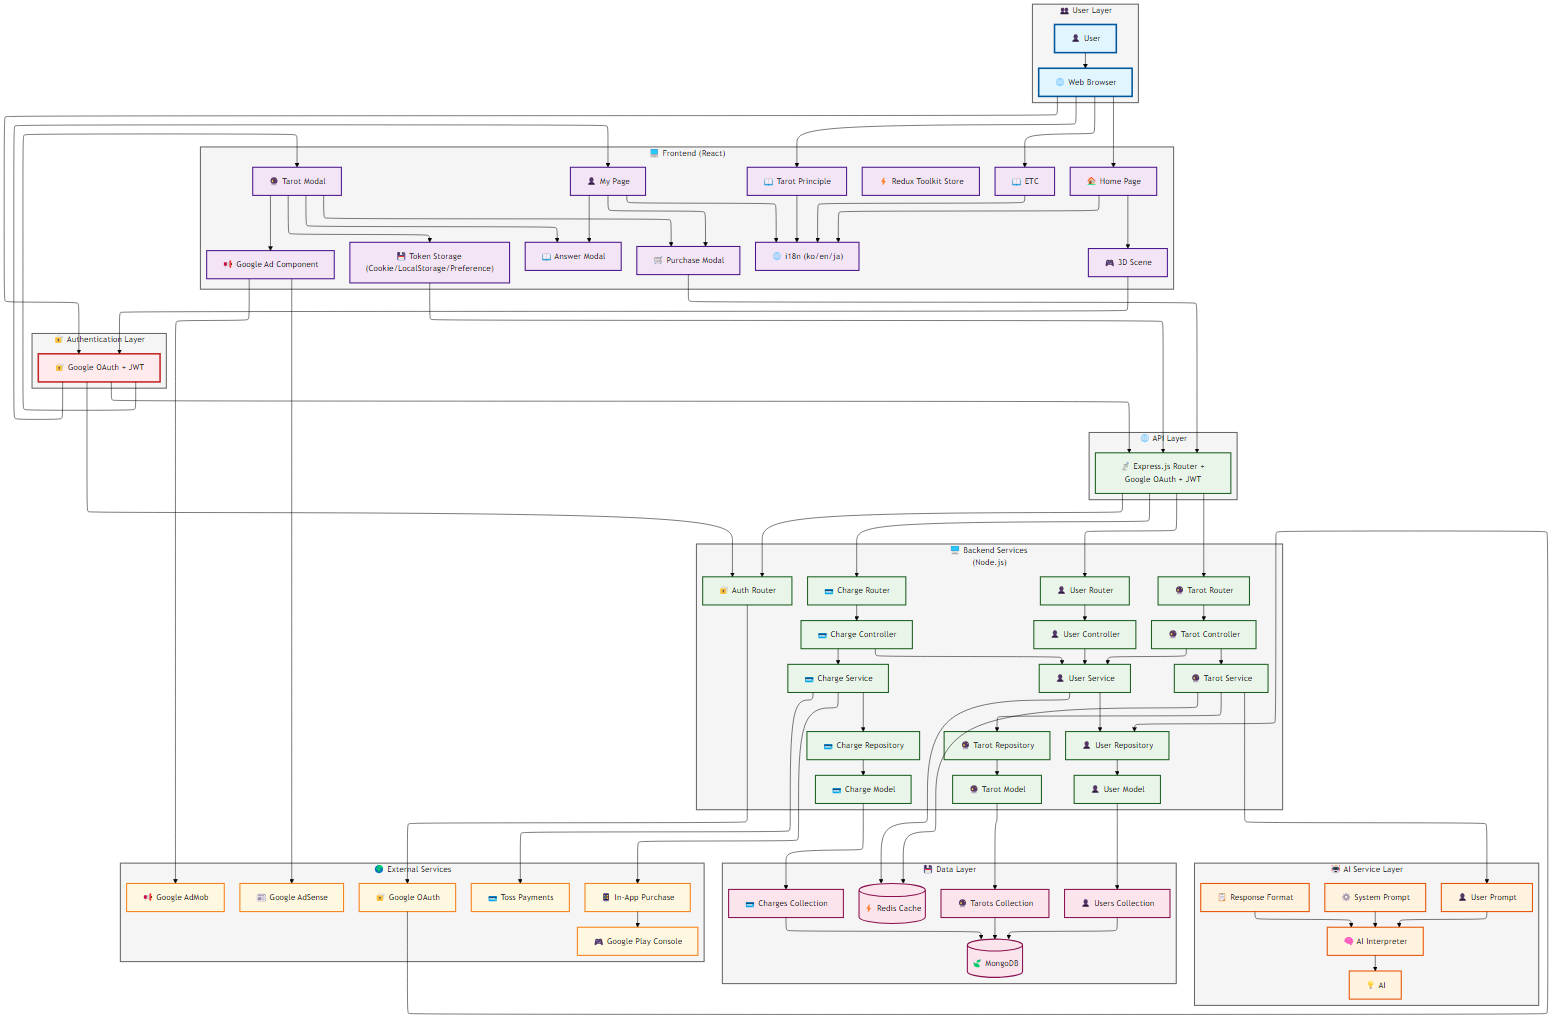 User Layer
User
Web Browser
Frontend (React)
Tarot Modal
My Page
Tarot Principle
Redux Toolkit Store
ETC
Home Page
Google Ad Component
Token Storage
(Cookie/LocalStorage/Preference)
Answer Modal
Purchase Modal
i18n (ko/en/ja)
3D Scene
Authentication Layer
Google OAuth + JWT
API Layer
Express.js Router +
Google OAuth + JWT
Backend Services
(Node.js)
Auth Router
Charge Router
User Router
Tarot Router
Charge Controller
User Controller
Tarot Controller
Charge Service
User Service
Tarot Service
Charge Repository
Tarot Repository
User Repository
Charge Model
Tarot Model
User Model
External Services
Google AdMob
Google AdSense
Google OAuth
Toss Payments
In-App Purchase
Google Play Console
Data Layer
Charges Collection
Redis Cache
Tarots Collection
Users Collection
MongoDB
AI Service Layer
Response Format
System Prompt
User Prompt
AI Interpreter
AI